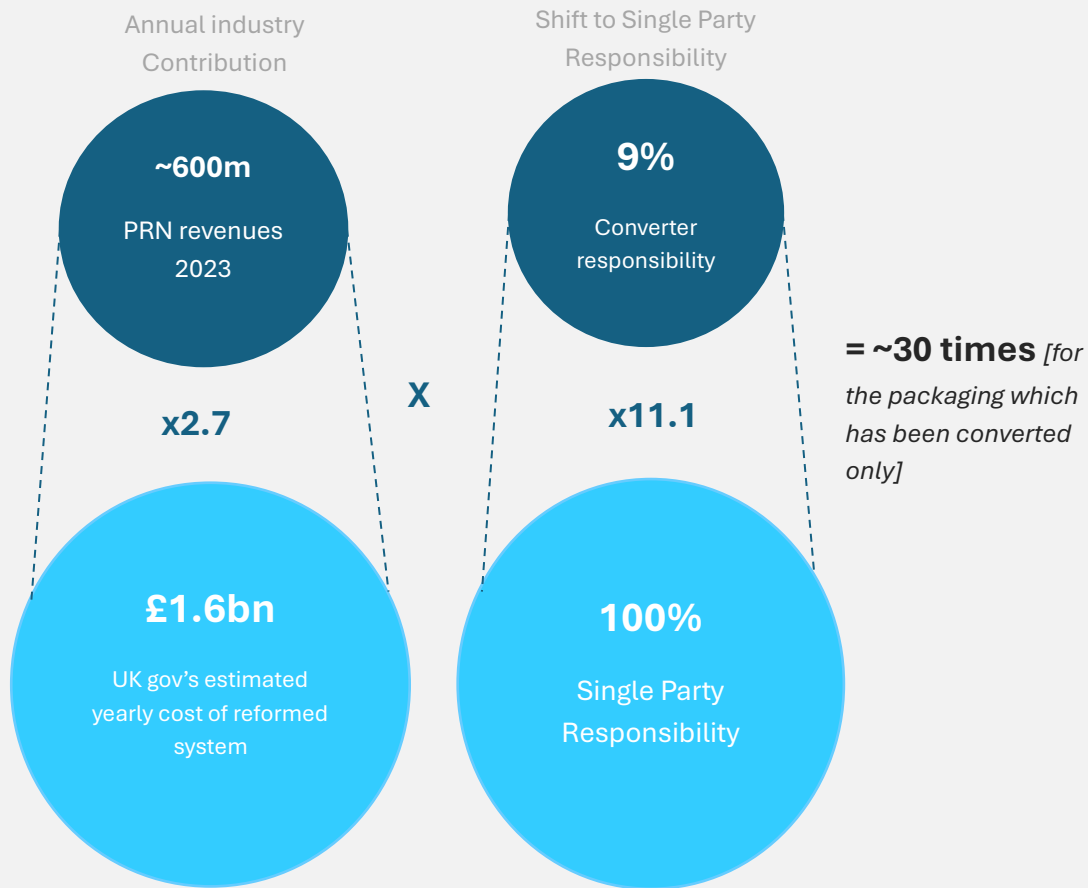 Annual industry
Contribution
~600m
PRN revenues
2023
x2.7
£1.6bn
UK gov’s estimated
yearly cost of reformed
system
X
Shift to Single Party
Responsibility
9%
Converter
responsibility
x11.1
100%
Single Party
Responsibility
= ~30 times [for
the packaging which
has been converted
only]